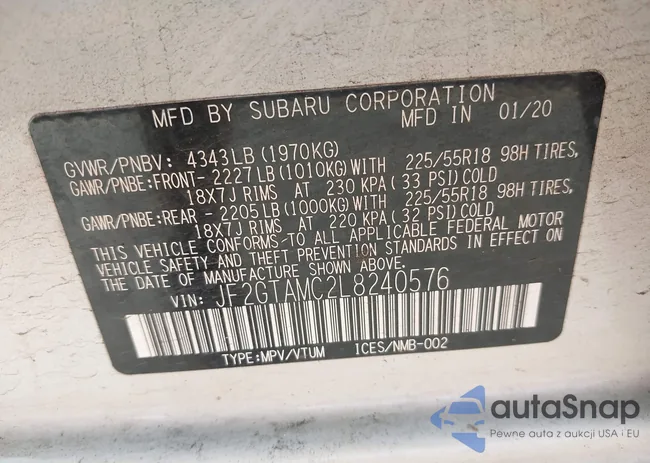 MFD BY SUBARU CORPORATION
MFD IN 01/20
GVWR/PNBV: 4343LB (1970KG)
GAWR/PNBE:FRONT- 2227LB (1010KG) WITH 225/55R18 98H TIRES,
18X7J RIMS AT 230 KPA (33 PSI) COLD
GAWR/PNBE:REAR - 2205LB (1000KG) WITH 225/55R18 98H TIRES,
18X7J RIMS AT 220 KPA (32 PSI) COLD
THIS VEHICLE CONFORMS TO ALL APPLICABLE FEDERAL MOTOR
VEHICLE SAFETY AND THEFT PREVENTION STANDARDS IN EFFECT ON
THE DATE OF MANUFACTURE SHOWN ABOVE.
VIN: JF2GTAMC2L8240576
TYPE:MPV/VTUM ICES/NMB-002
autaSnap
Pewne auta z aukcji USA i EU